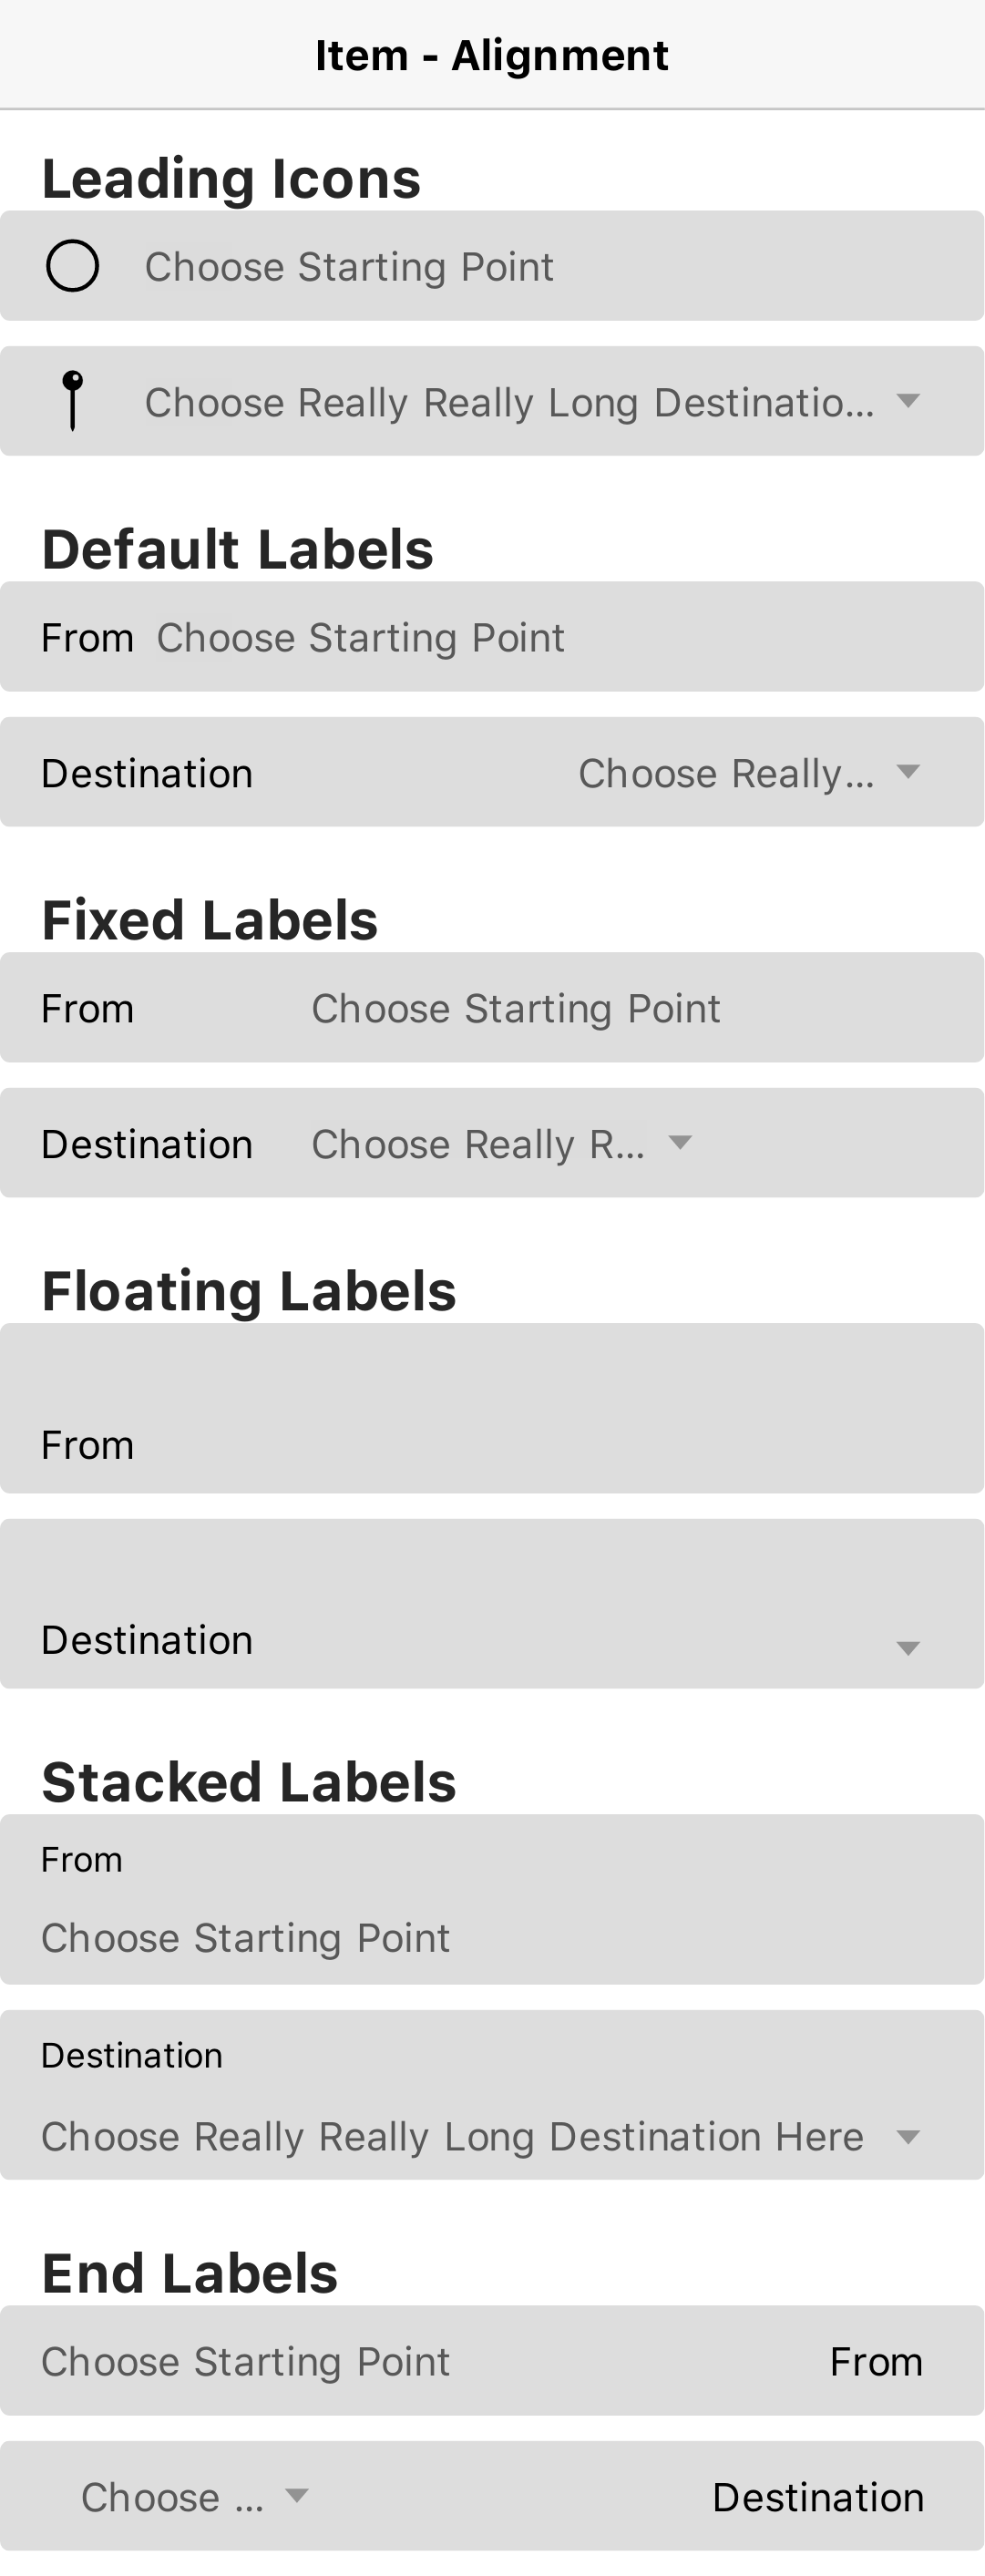 Item - Alignment
Leading Icons
Choose Starting Point
Choose Really Really Long Destinatio...
Default Labels
From Choose Starting Point
Destination Choose Really...
Fixed Labels
From Choose Starting Point
Destination Choose Really R...
Floating Labels
From
Destination
Stacked Labels
From
Choose Starting Point
Destination
Choose Really Really Long Destination Here
End Labels
Choose Starting Point From
Choose ... Destination